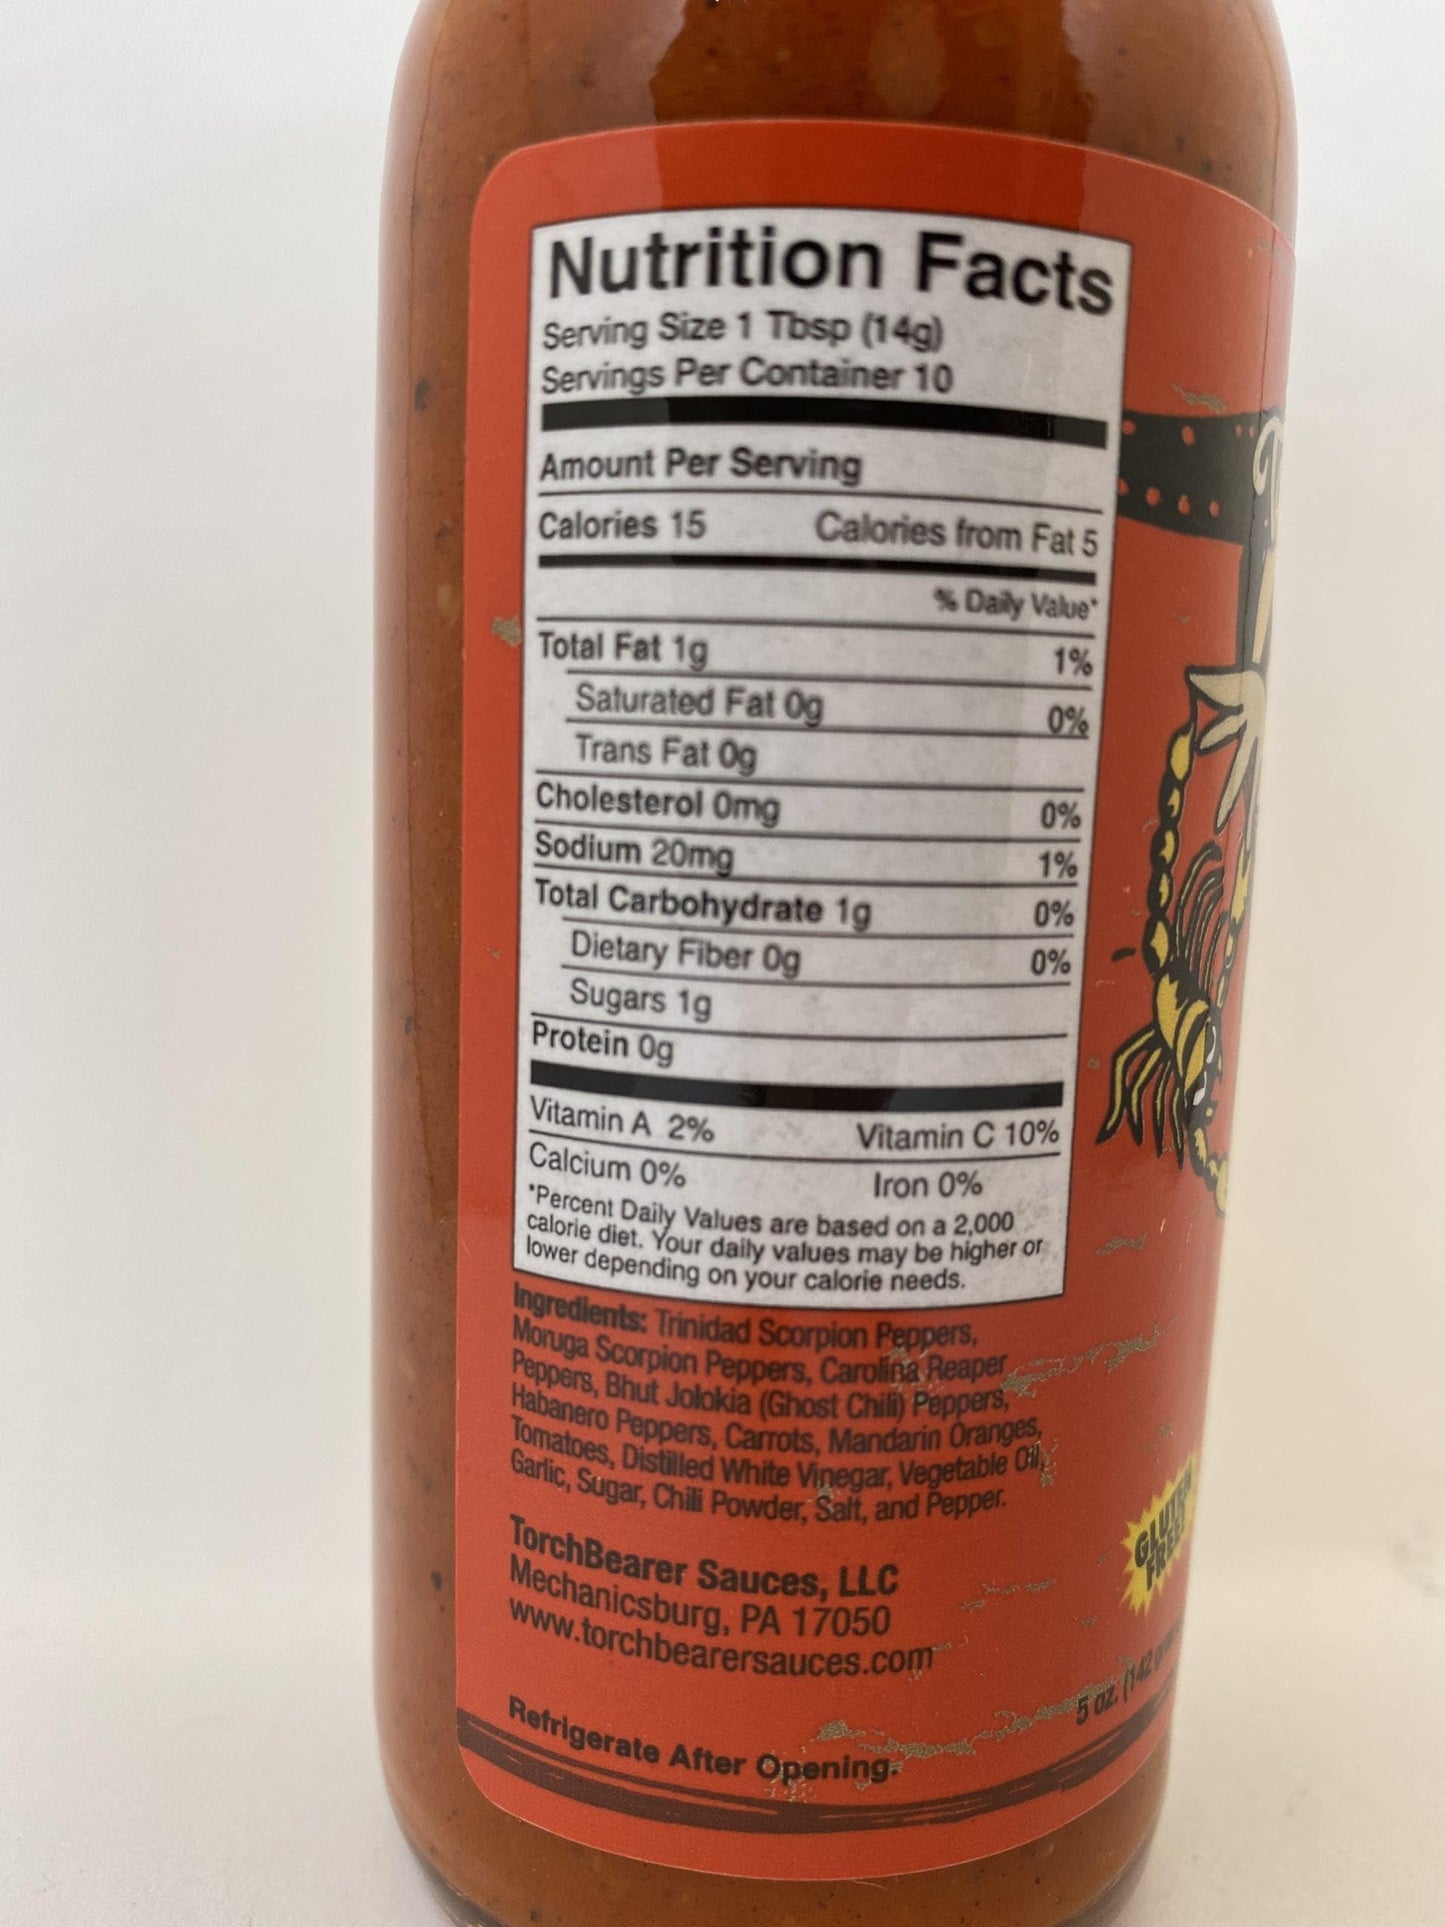 Nutrition Facts
Serving Size 1 Tbsp (14g)
Servings Per Container 10
Amount Per Serving
Calories 15 Calories from Fat 5
% Daily Value*
Total Fat 1g 1%
Saturated Fat 0g 0%
Trans Fat 0g
Cholesterol 0mg 0%
Sodium 20mg 1%
Total Carbohydrate 1g 0%
Dietary Fiber 0g 0%
Sugars 1g
Protein 0g
Vitamin A 2% Vitamin C 10%
Calcium 0% Iron 0%
*Percent Daily Values are based on a 2,000
calorie diet. Your daily values may be higher or
lower depending on your calorie needs.
Ingredients: Trinidad Scorpion Peppers,
Moruga Scorpion Peppers, Carolina Reaper
Peppers, Bhut Jolokia (Ghost Chili) Peppers,
Habanero Peppers, Carrots, Mandarin Oranges,
Tomatoes, Distilled White Vinegar, Vegetable Oil,
Garlic, Sugar, Chili Powder, Salt, and Pepper.
GLUTEN
FREE!
TorchBearer Sauces, LLC
Mechanicsburg, PA 17050
www.torchbearersauces.com
5 oz. (142
Refrigerate After Opening.